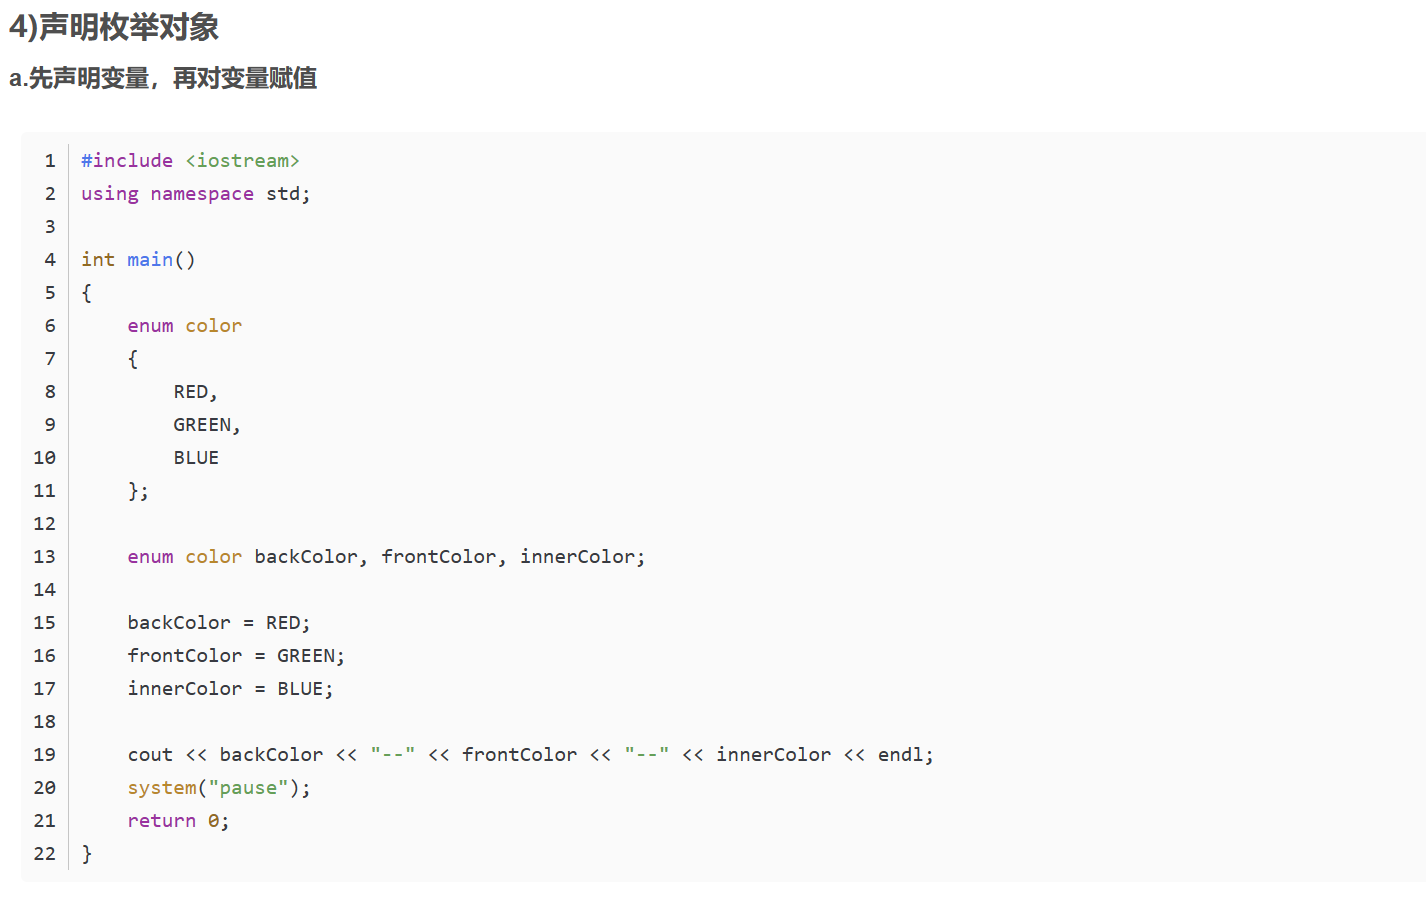 4)声明枚举对象
a.先声明变量，再对变量赋值
1 #include <iostream>
2 using namespace std;
3
4 int main()
5 {
6     enum color
7     {
8         RED,
9         GREEN,
10         BLUE
11     };
12
13     enum color backColor, frontColor, innerColor;
14
15     backColor = RED;
16     frontColor = GREEN;
17     innerColor = BLUE;
18
19     cout << backColor << "--" << frontColor << "--" << innerColor << endl;
20     system("pause");
21     return 0;
22 }